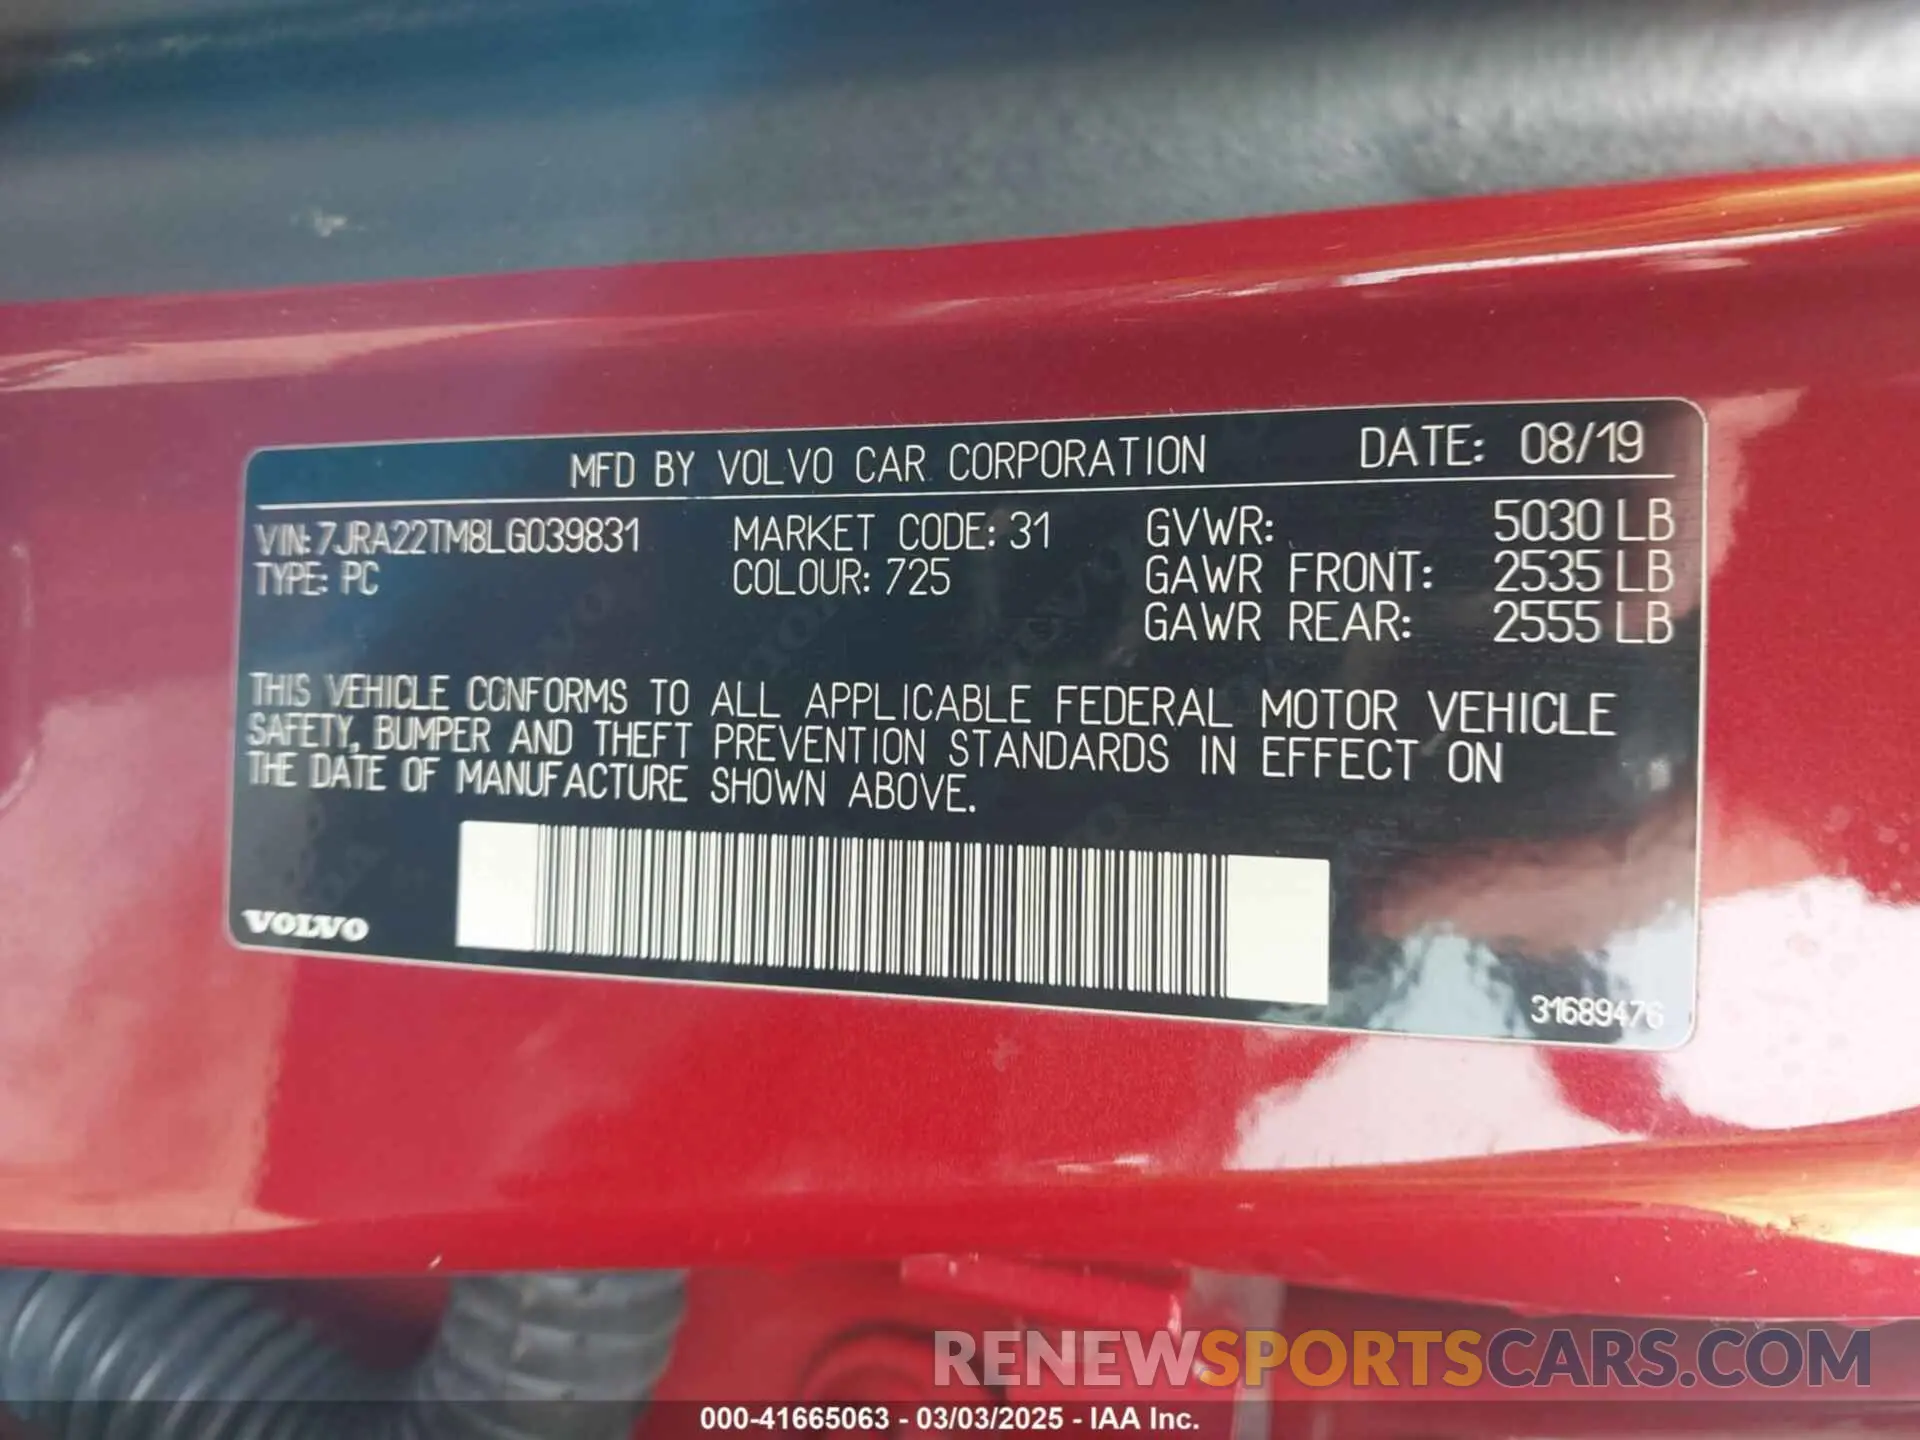 MFD BY VOLVO CAR CORPORATION DATE: 08/19
VIN: 7JRA22TM8LG039831 MARKET CODE: 31 GVWR: 5030 LB
TYPE: PC COLOUR: 725 GAWR FRONT: 2535 LB
GAWR REAR: 2555 LB
THIS VEHICLE CONFORMS TO ALL APPLICABLE FEDERAL MOTOR VEHICLE
SAFETY, BUMPER AND THEFT PREVENTION STANDARDS IN EFFECT ON
THE DATE OF MANUFACTURE SHOWN ABOVE.
VOLVO
31689476
RENEWSPORTSCARS.COM
000-41665063 - 03/03/2025 - IAA Inc.